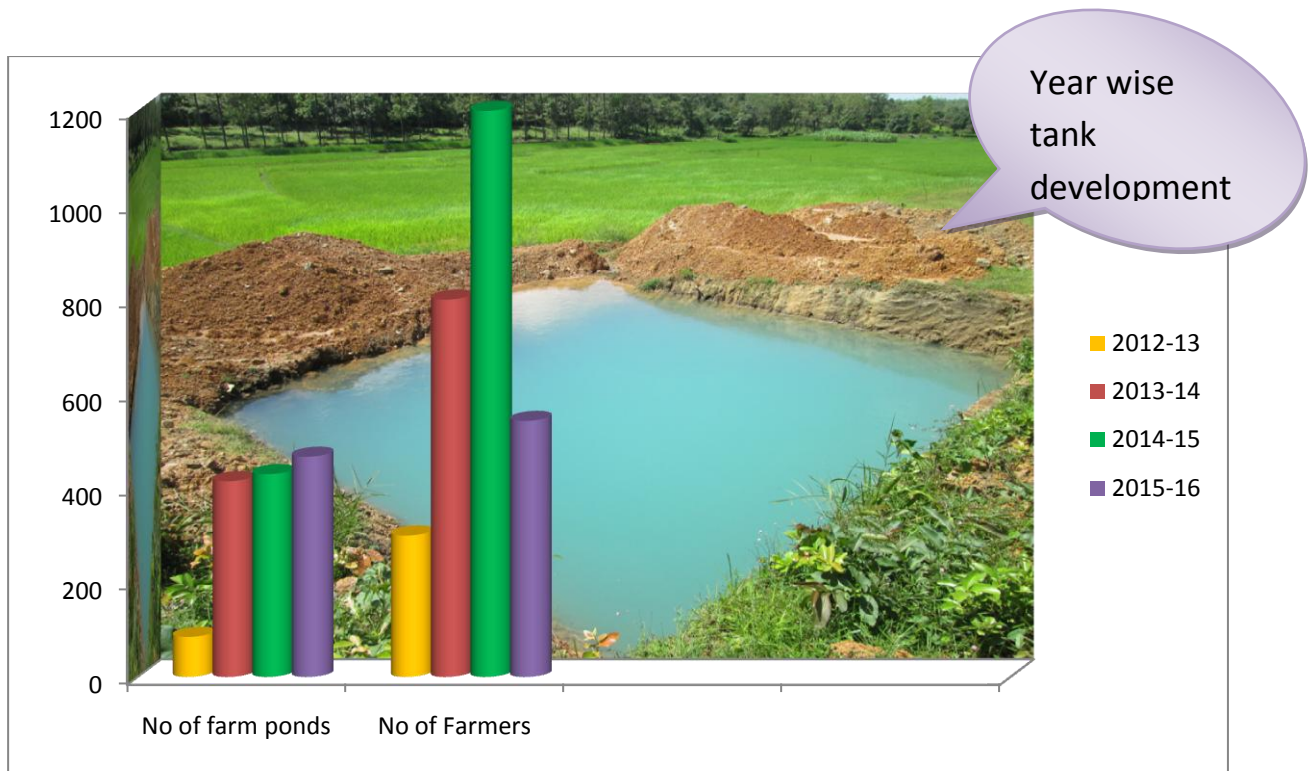 Year wise
tank
development
1200
1000
800
600
400
200
0
No of farm ponds
No of Farmers
2012-13
2013-14
2014-15
2015-16